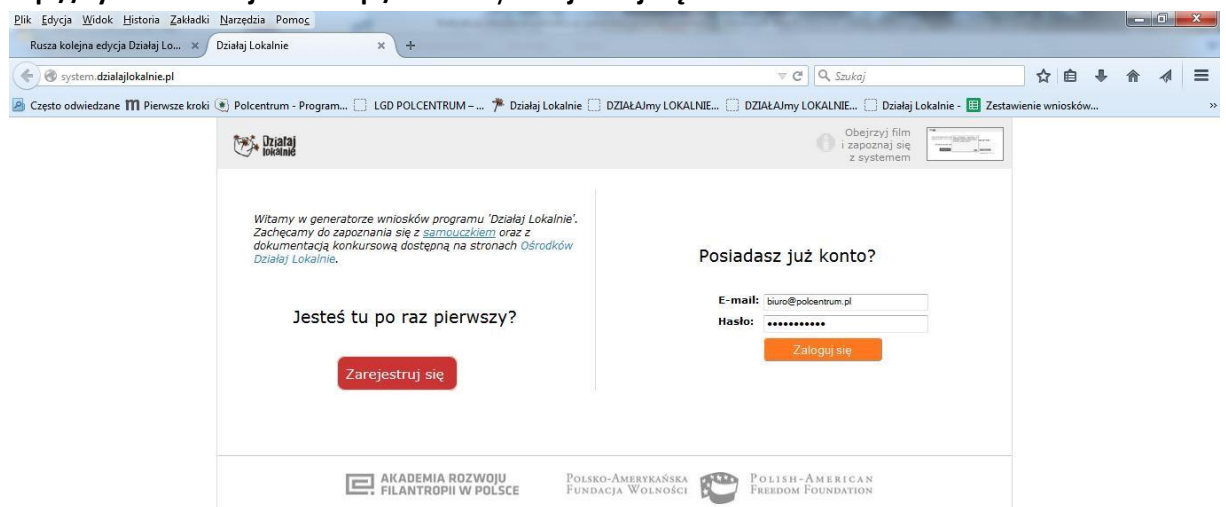 Plik Edycja Widok Historia Zakładki Narzędzia Pomoc
Rusza kolejna edycja Działaj Lo... × Działaj Lokalnie × +
system.dzialajlokalnie.pl Szukaj
Często odwiedzane Pierwsze kroki Polcentrum - Program... LGD POLCENTRUM – ... Działaj Lokalnie DZIAŁAJmy LOKALNIE... DZIAŁAJmy LOKALNIE... Działaj Lokalnie - Zestawienie wniosków... »
Działaj
lokalnie
Obejrzyj film
i zapoznaj się
z systemem
Witamy w generatorze wniosków programu 'Działaj Lokalnie'.
Zachęcamy do zapoznania się z samouczkiem oraz z
dokumentacją konkursową dostępną na stronach Ośrodków
Działaj Lokalnie.
Jesteś tu po raz pierwszy?
Zarejestruj się
Posiadasz już konto?
E-mail: biuro@polcentrum.pl
Hasło: •••••••••••
Zaloguj się
AKADEMIA ROZWOJU
FILANTROPII W POLSCE
Polsko-Amerykańska
Fundacja Wolności
Polish-American
Freedom Foundation